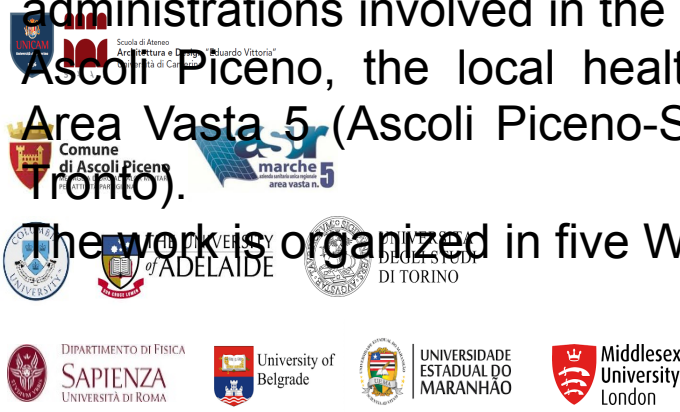 administrations involved in the
UNICAM
Scuola di Ateneo
Architettura e Design "Eduardo Vittoria"
Università di Camerino
Ascoli Piceno, the local healt
Area Vasta 5 (Ascoli Piceno-S
Comune
di Ascoli Piceno
asur
marche
area vasta n.5
Tronto).
The work is organized in five W
COLUMBIA UNIVERSITY
THE UNIVERSITY
of ADELAIDE
UNIVERSITÀ
DEGLI STUDI
DI TORINO
DIPARTIMENTO DI FISICA
SAPIENZA
UNIVERSITÀ DI ROMA
University of
Belgrade
UNIVERSIDADE
ESTADUAL DO
MARANHÃO
Middlesex
University
London